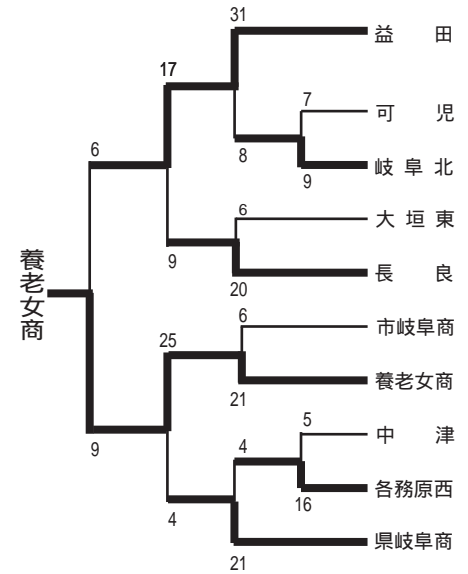 31
益田
17
7
可児
6
8
岐阜北
9
6
大垣東
9
長良
20
養老女商
6
市岐阜商
25
養老女商
21
5
中津
9
4
各務原西
16
4
県岐阜商
21